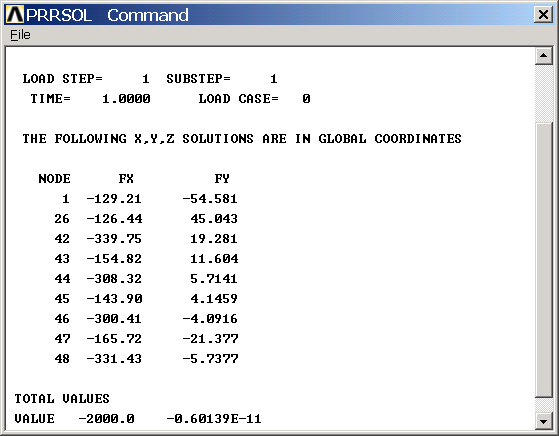 PRRSOL Command
File
LOAD STEP= 1 SUBSTEP= 1
TIME= 1.0000 LOAD CASE= 0
THE FOLLOWING X,Y,Z SOLUTIONS ARE IN GLOBAL COORDINATES
NODE FX FY
1 -129.21 -54.581
26 -126.44 45.043
42 -339.75 19.281
43 -154.82 11.604
44 -308.32 5.7141
45 -143.90 4.1459
46 -300.41 -4.0916
47 -165.72 -21.377
48 -331.43 -5.7377
TOTAL VALUES
VALUE -2000.0 -0.60139E-11